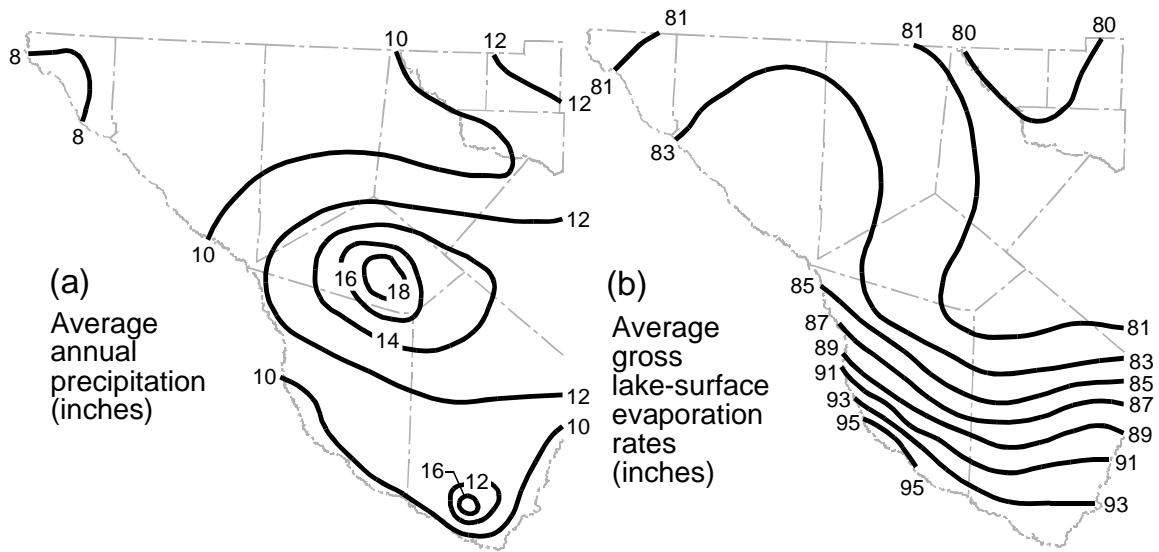 10
12
8
12
8
12
10
16
18
(a)
Average
annual
precipitation
(inches)
14
10
12
10
16
12
81
81
80
80
81
83
(b)
Average
gross
lake-surface
evaporation
rates
(inches)
85
87
89
91
93
95
95
81
83
85
87
89
91
93